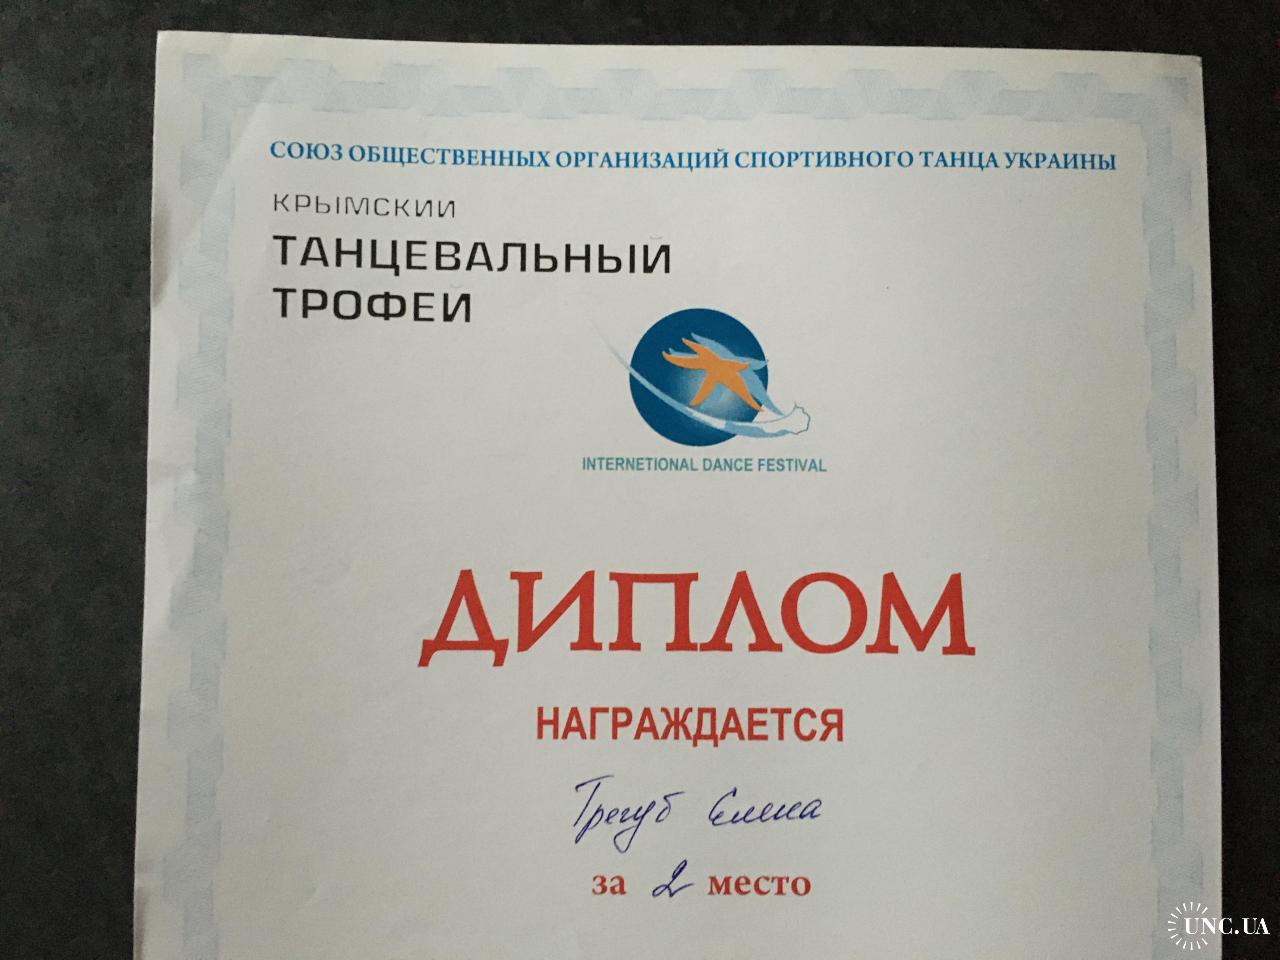 СОЮЗ ОБЩЕСТВЕННЫХ ОРГАНИЗАЦИЙ СПОРТИВНОГО ТАНЦА УКРАИНЫ
КРЫМСКИЙ
ТАНЦЕВАЛЬНЫЙ
ТРОФЕЙ
INTERNETIONAL DANCE FESTIVAL
ДИПЛОМ
НАГРАЖДАЕТСЯ
Трегуб Елена
за 2 место
UNC.UA